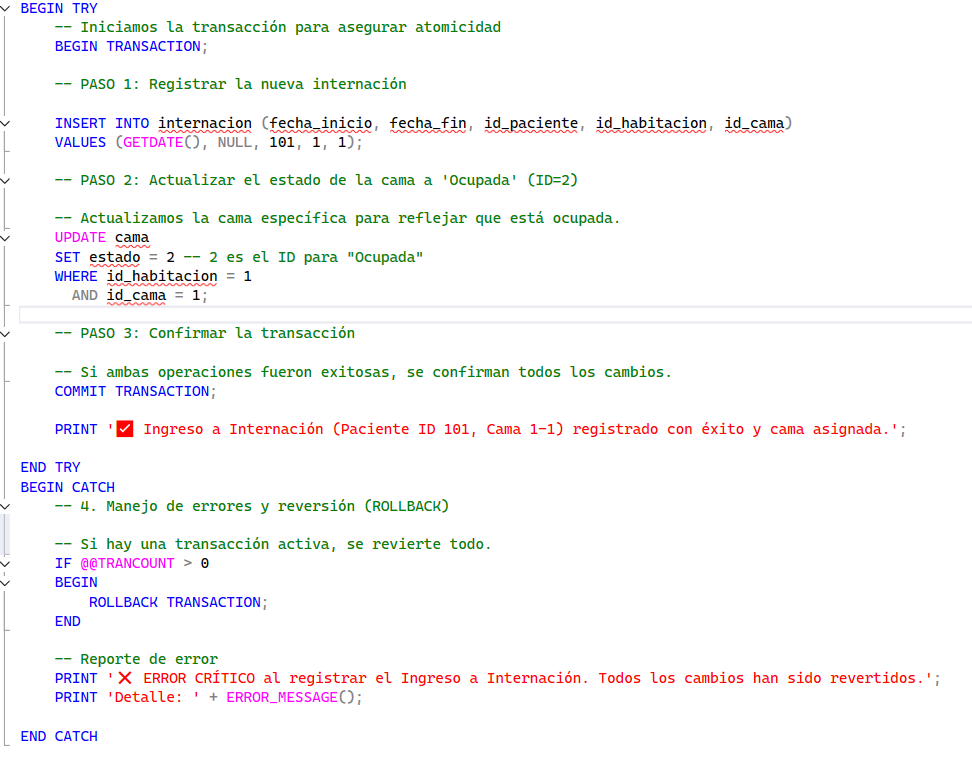 BEGIN TRY
-- Iniciamos la transacción para asegurar atomicidad
BEGIN TRANSACTION;
-- PASO 1: Registrar la nueva internación
INSERT INTO internacion (fecha_inicio, fecha_fin, id_paciente, id_habitacion, id_cama)
VALUES (GETDATE(), NULL, 101, 1, 1);
-- PASO 2: Actualizar el estado de la cama a 'Ocupada' (ID=2)
-- Actualizamos la cama específica para reflejar que está ocupada.
UPDATE cama
SET estado = 2 -- 2 es el ID para "Ocupada"
WHERE id_habitacion = 1
AND id_cama = 1;
-- PASO 3: Confirmar la transacción
-- Si ambas operaciones fueron exitosas, se confirman todos los cambios.
COMMIT TRANSACTION;
PRINT '✅ Ingreso a Internación (Paciente ID 101, Cama 1-1) registrado con éxito y cama asignada.';
END TRY
BEGIN CATCH
-- 4. Manejo de errores y reversión (ROLLBACK)
-- Si hay una transacción activa, se revierte todo.
IF @@TRANCOUNT > 0
BEGIN
ROLLBACK TRANSACTION;
END
-- Reporte de error
PRINT '❌ ERROR CRÍTICO al registrar el Ingreso a Internación. Todos los cambios han sido revertidos.';
PRINT 'Detalle: ' + ERROR_MESSAGE();
END CATCH